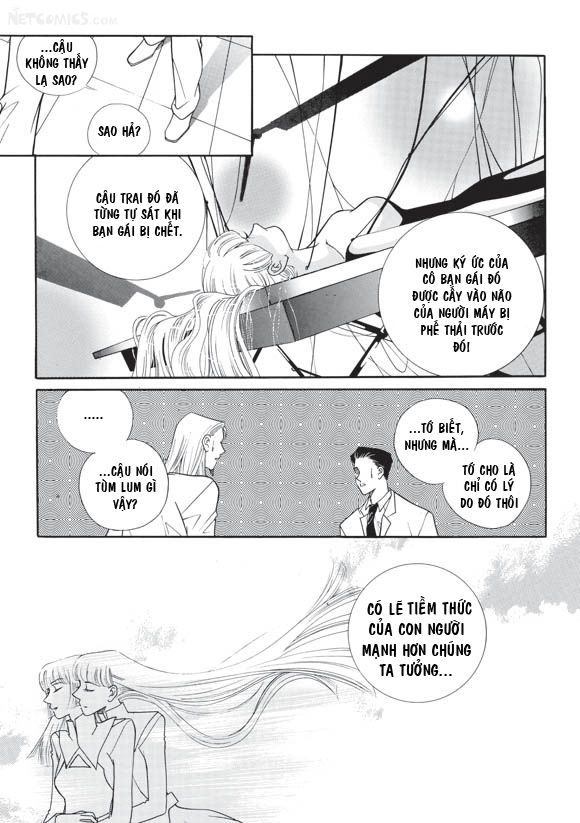 NETCOMICS.COM
...CẬU
KHÔNG THẤY
LẠ SAO?
SAO HẢ?
CẬU TRAI ĐÓ ĐÃ
TỪNG TỰ SÁT KHI
BẠN GÁI BỊ CHẾT.
NHƯNG KÝ ỨC CỦA
CÔ BẠN GÁI ĐÓ
ĐƯỢC CẤY VÀO NÃO
CỦA NGƯỜI MÁY BỊ
PHẾ THẢI TRƯỚC
ĐÓ!
.....
...CẬU NÓI
TÙM LUM GÌ
VẬY?
...TỚ BIẾT,
NHƯNG MÀ...
TỚ CHO LÀ
CHỈ CÓ LÝ
DO ĐÓ THÔI
CÓ LẼ TIỀM THỨC
CỦA CON NGƯỜI
MẠNH HƠN CHÚNG
TA TƯỞNG...